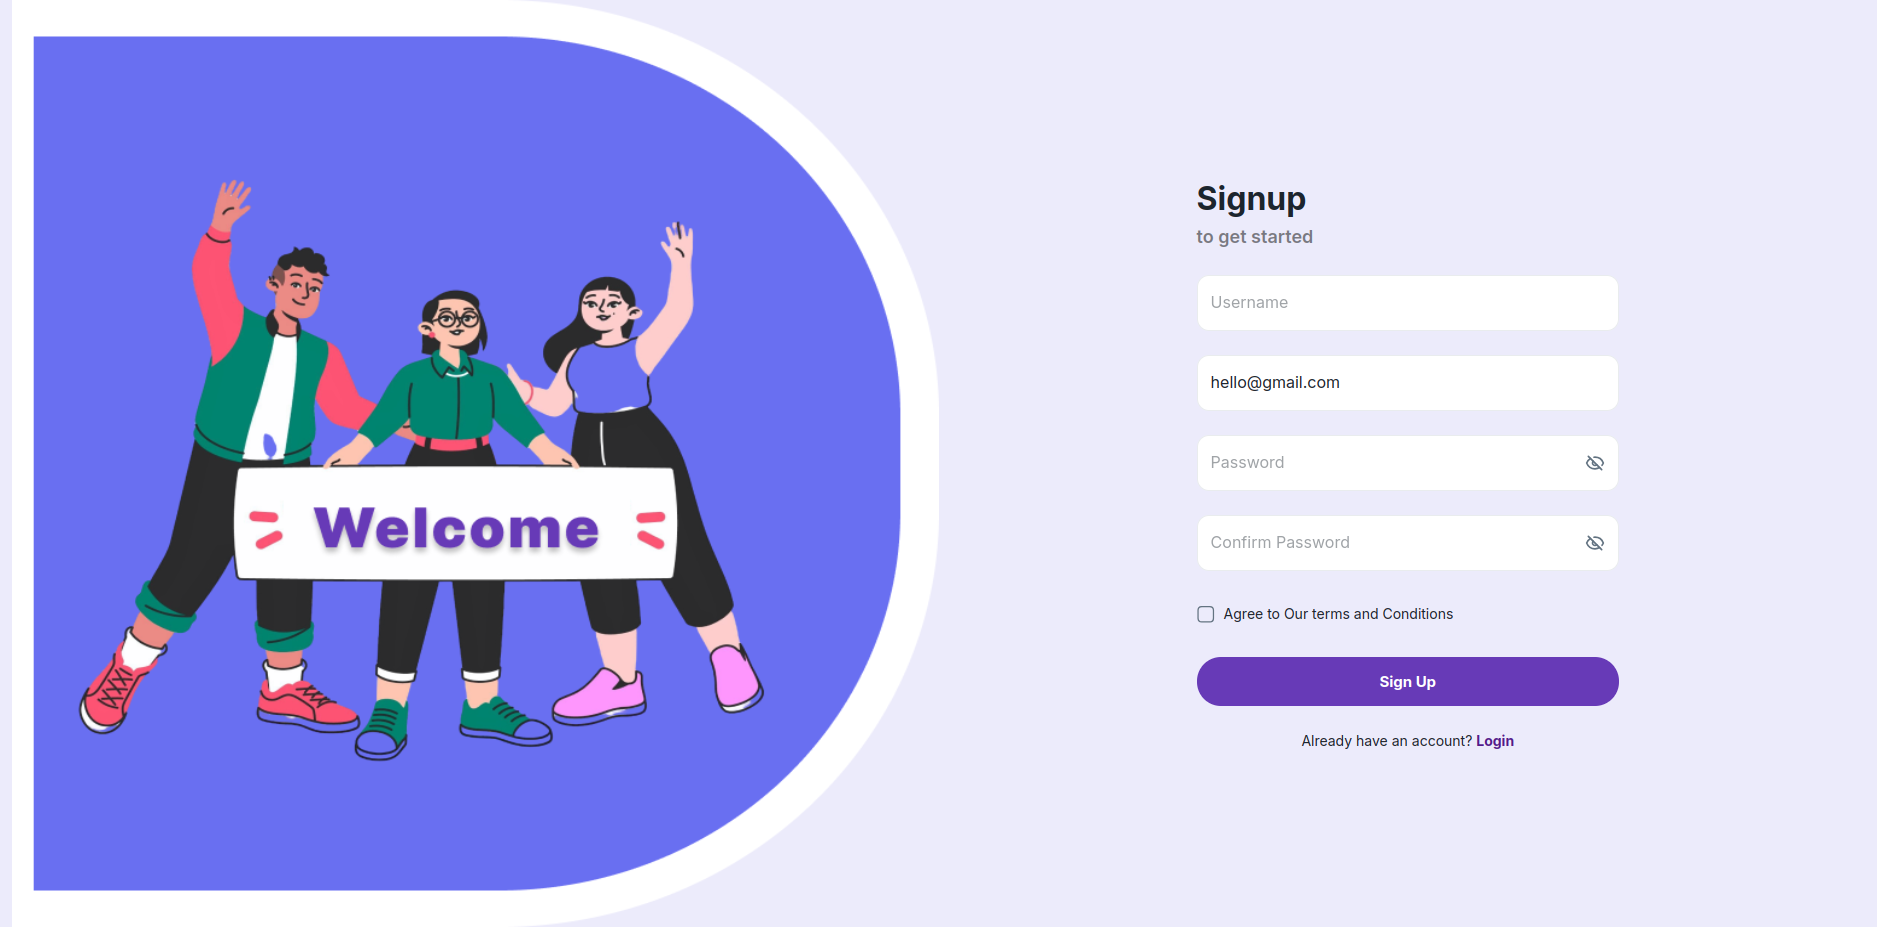 Welcome
Signup
to get started
Username
hello@gmail.com
Password
Confirm Password
Agree to Our terms and Conditions
Sign Up
Already have an account? Login